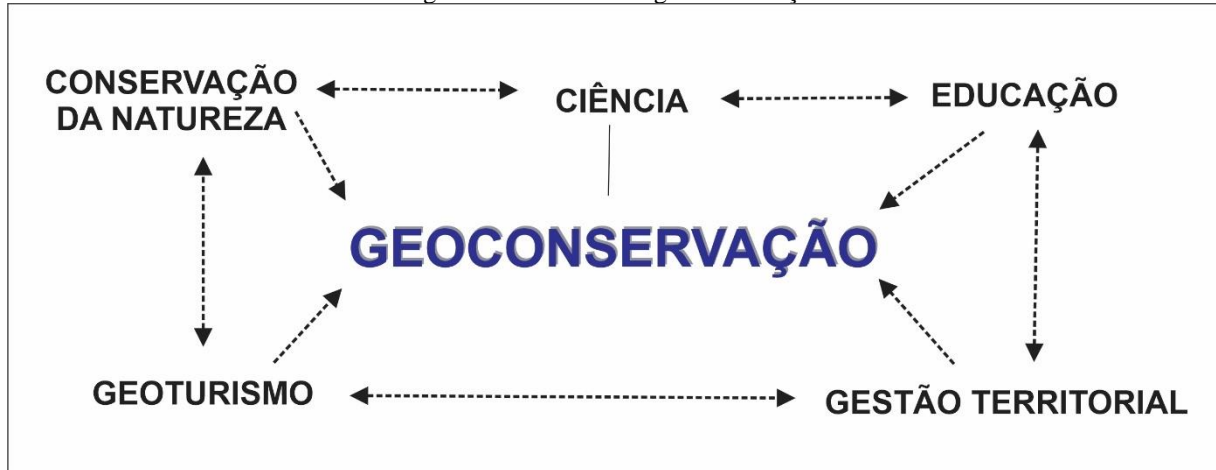 CONSERVAÇÃO
DA NATUREZA
CIÊNCIA
EDUCAÇÃO
GEOCONSERVAÇÃO
GEOTURISMO
GESTÃO TERRITORIAL